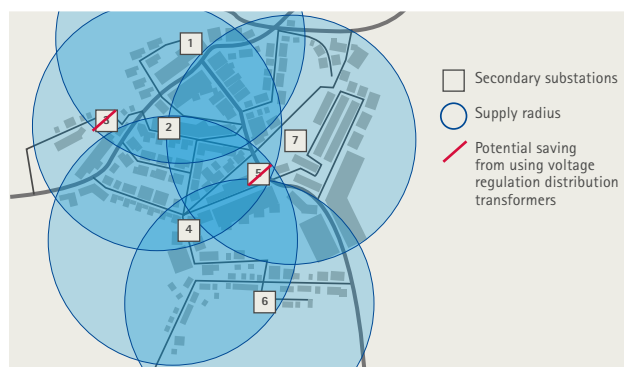 1
3
2
7
5
4
6
Secondary substations
Supply radius
Potential saving
from using voltage
regulation distribution
transformers